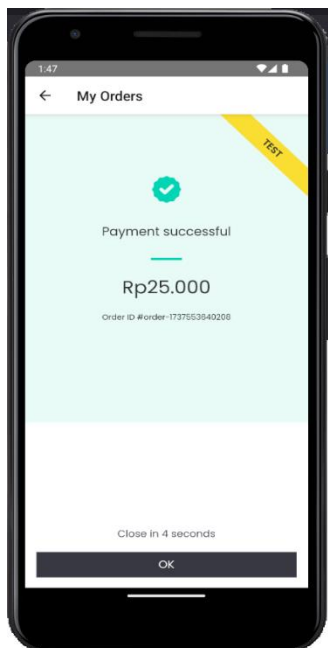 1:47
My Orders
TEST
Payment successful
Rp25.000
Order ID #order-1737553640208
Close in 4 seconds
OK